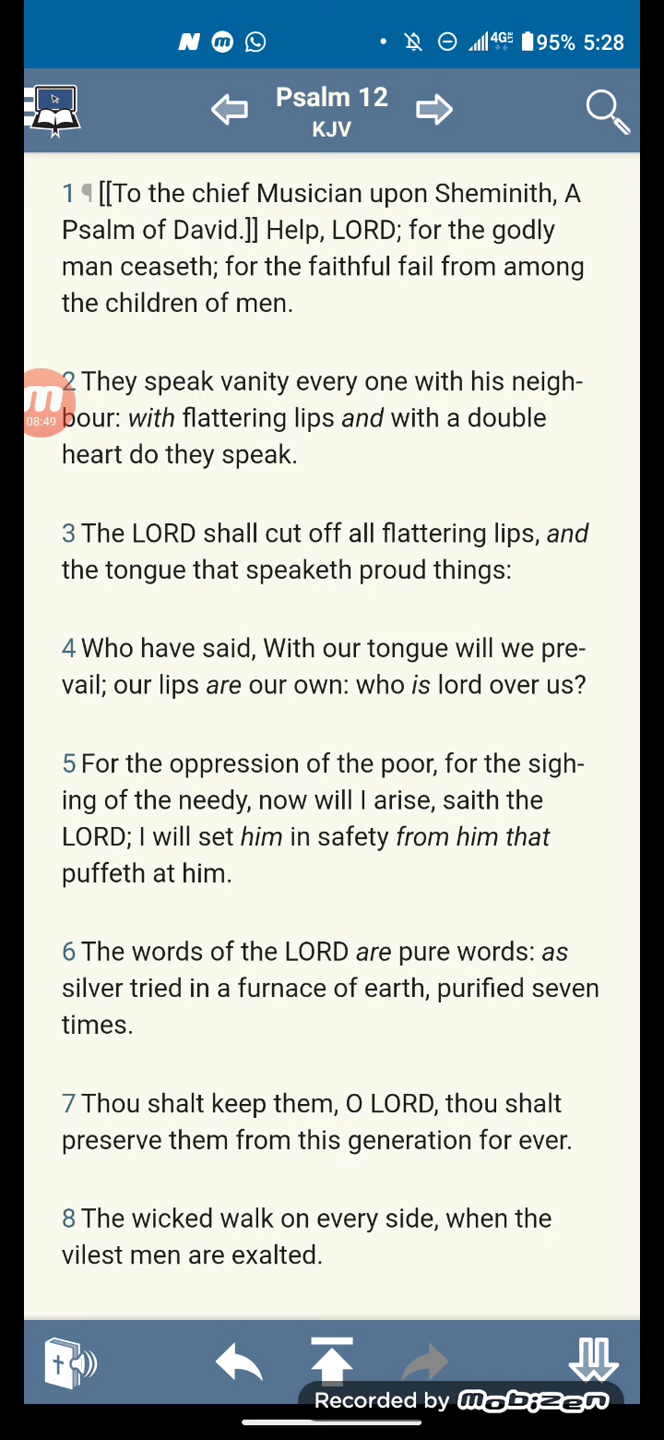 4G 95% 5:28
Psalm 12
KJV
1 ¶ [[To the chief Musician upon Sheminith, A
Psalm of David.]] Help, LORD; for the godly
man ceaseth; for the faithful fail from among
the children of men.
2 They speak vanity every one with his neigh-
bour: with flattering lips and with a double
heart do they speak.
08:49
3 The LORD shall cut off all flattering lips, and
the tongue that speaketh proud things:
4 Who have said, With our tongue will we pre-
vail; our lips are our own: who is lord over us?
5 For the oppression of the poor, for the sigh-
ing of the needy, now will I arise, saith the
LORD; I will set him in safety from him that
puffeth at him.
6 The words of the LORD are pure words: as
silver tried in a furnace of earth, purified seven
times.
7 Thou shalt keep them, O LORD, thou shalt
preserve them from this generation for ever.
8 The wicked walk on every side, when the
vilest men are exalted.
Recorded by mobizen